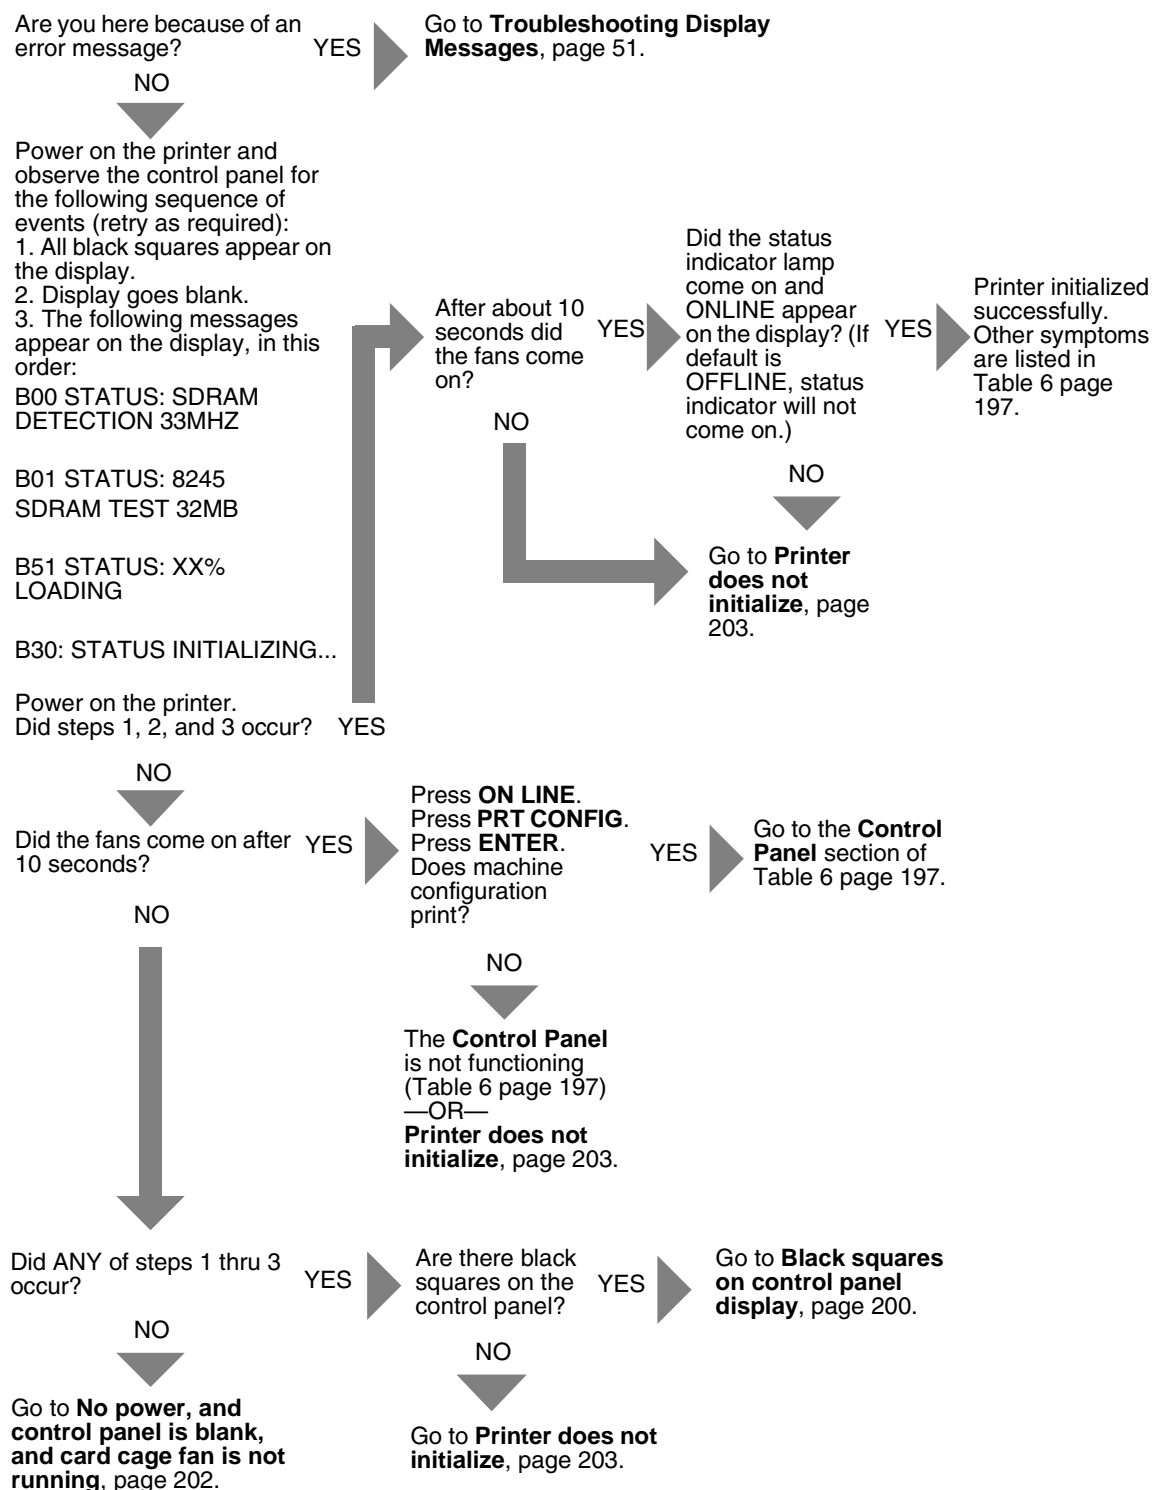 Are you here because of an
error message?
YES
Go to Troubleshooting Display
Messages, page 51.
NO
Power on the printer and
observe the control panel for
the following sequence of
events (retry as required):
1. All black squares appear on
the display.
2. Display goes blank.
3. The following messages
appear on the display, in this
order:
B00 STATUS: SDRAM
DETECTION 33MHZ
B01 STATUS: 8245
SDRAM TEST 32MB
B51 STATUS: XX%
LOADING
B30: STATUS INITIALIZING...
Power on the printer.
Did steps 1, 2, and 3 occur?
YES
After about 10
seconds did
the fans come
on?
YES
Did the status
indicator lamp
come on and
ONLINE appear
on the display? (If
default is
OFFLINE, status
indicator will not
come on.)
YES
Printer initialized
successfully.
Other symptoms
are listed in
Table 6 page
197.
NO
NO
Go to Printer
does not
initialize, page
203.
NO
Did the fans come on after
10 seconds?
YES
Press ON LINE.
Press PRT CONFIG.
Press ENTER.
Does machine
configuration
print?
YES
Go to the Control
Panel section of
Table 6 page 197.
NO
NO
The Control Panel
is not functioning
(Table 6 page 197)
—OR—
Printer does not
initialize, page 203.
Did ANY of steps 1 thru 3
occur?
YES
Are there black
squares on the
control panel?
YES
Go to Black squares
on control panel
display, page 200.
NO
NO
Go to No power, and
control panel is blank,
and card cage fan is not
running, page 202.
Go to Printer does not
initialize, page 203.